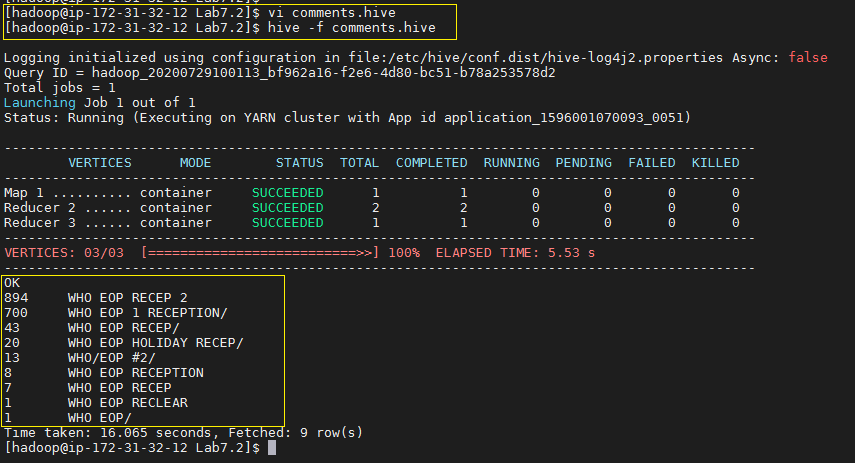 [hadoop@ip-172-31-32-12 Lab7.2]$ vi comments.hive
[hadoop@ip-172-31-32-12 Lab7.2]$ hive -f comments.hive
Logging initialized using configuration in file:/etc/hive/conf.dist/hive-log4j2.properties Async: false
Query ID = hadoop_20200729100113_bf962a16-f2e6-4d80-bc51-b78a253578d2
Total jobs = 1
Launching Job 1 out of 1
Status: Running (Executing on YARN cluster with App id application_1596001070093_0051)
----------------------------------------------------------------------------------------------
VERTICES MODE STATUS TOTAL COMPLETED RUNNING PENDING FAILED KILLED
----------------------------------------------------------------------------------------------
Map 1 .......... container SUCCEEDED 1 1 0 0 0 0
Reducer 2 ...... container SUCCEEDED 2 2 0 0 0 0
Reducer 3 ...... container SUCCEEDED 1 1 0 0 0 0
----------------------------------------------------------------------------------------------
VERTICES: 03/03 [==========================>>] 100% ELAPSED TIME: 5.53 s
----------------------------------------------------------------------------------------------
OK
894 WHO EOP RECEP 2
700 WHO EOP 1 RECEPTION/
43 WHO EOP RECEP/
20 WHO EOP HOLIDAY RECEP/
13 WHO/EOP #2/
8 WHO EOP RECEPTION
7 WHO EOP RECEP
1 WHO EOP RECLEAR
1 WHO EOP/
Time taken: 16.065 seconds, Fetched: 9 row(s)
[hadoop@ip-172-31-32-12 Lab7.2]$